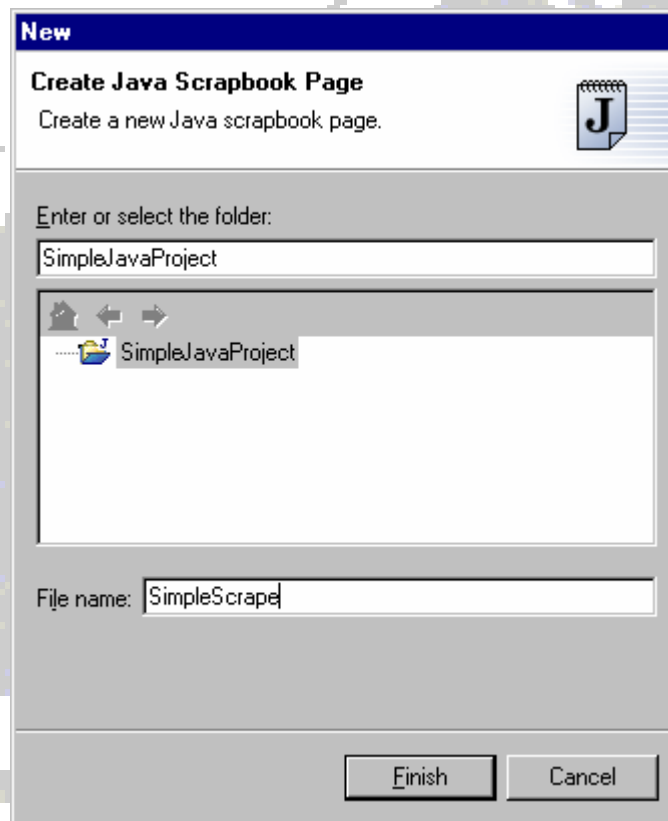 New
Create Java Scrapbook Page
Create a new Java scrapbook page.
J
Enter or select the folder:
SimpleJavaProject
J
SimpleJavaProject
File name: SimpleScrape
Finish Cancel